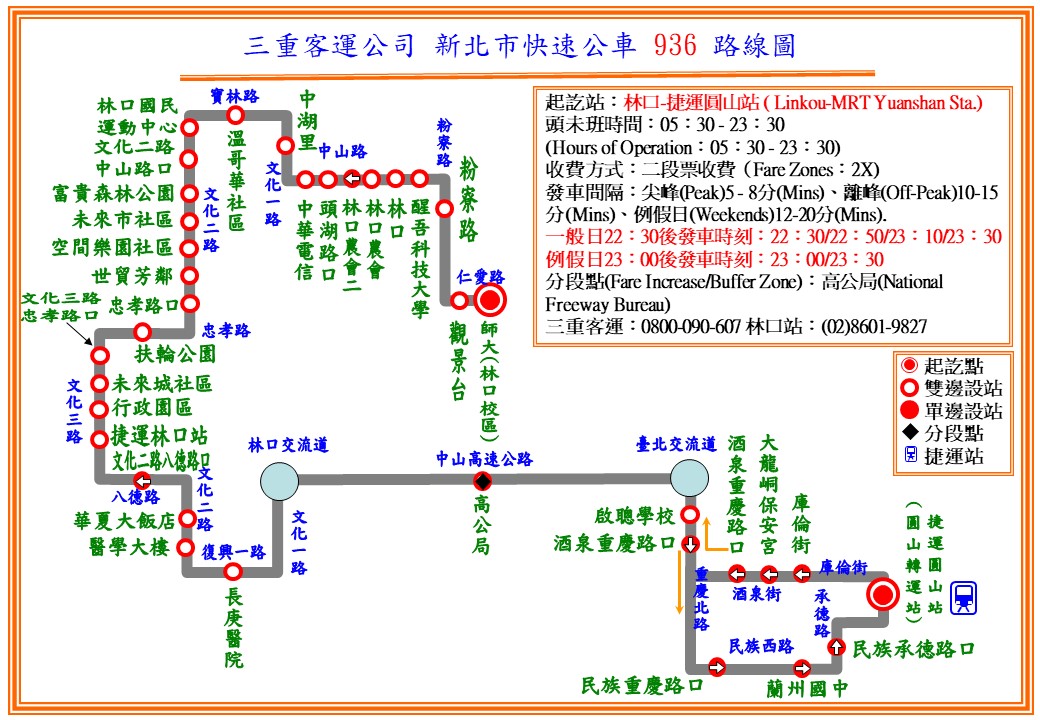 三重客運公司 新北市快速公車 936 路線圖
起訖站：林口-捷運圓山站 ( Linkou-MRT Yuanshan Sta.)
頭末班時間：05：30 - 23：30
(Hours of Operation：05：30 - 23：30)
收費方式：二段票收費（Fare Zones：2X)
發車間隔：尖峰(Peak)5 - 8分(Mins)、離峰(Off-Peak)10-15
分(Mins)、例假日(Weekends)12-20分(Mins).
一般日22：30後發車時刻：22：30/22：50/23：10/23：30
例假日23：00後發車時刻：23：00/23：30
分段點(Fare Increase/Buffer Zone)：高公局(National
Freeway Bureau)
三重客運：0800-090-607 林口站：(02)8601-9827
起訖點
雙邊設站
單邊設站
分段點
捷運站
林口國民
運動中心
文化二路
中山路口
富貴森林公園
未來市社區
空間樂園社區
世貿芳鄰
忠孝路口
文化三路
忠孝路口
扶輪公園
未來城社區
行政園區
捷運林口站
文化二路八德路口
華夏大飯店
醫學大樓
長庚醫院
寶林路
溫哥華社區
中湖里
文化一路
中山路
中華電信
頭湖路口
林口農會二
林口農會
林口
醒吾科技大學
粉寮路
粉寮路
仁愛路
觀景台
師大(林口校區)
文化二路
忠孝路
文化三路
八德路
文化二路
復興一路
文化一路
林口交流道
中山高速公路
高公局
臺北交流道
啟聰學校
酒泉重慶路口
酒泉重慶路口
大龍峒保安宮
庫倫街
庫倫街
酒泉街
重慶北路
承德路
民族西路
民族重慶路口
蘭州國中
民族承德路口
捷運圓山站
(圓山轉運站)